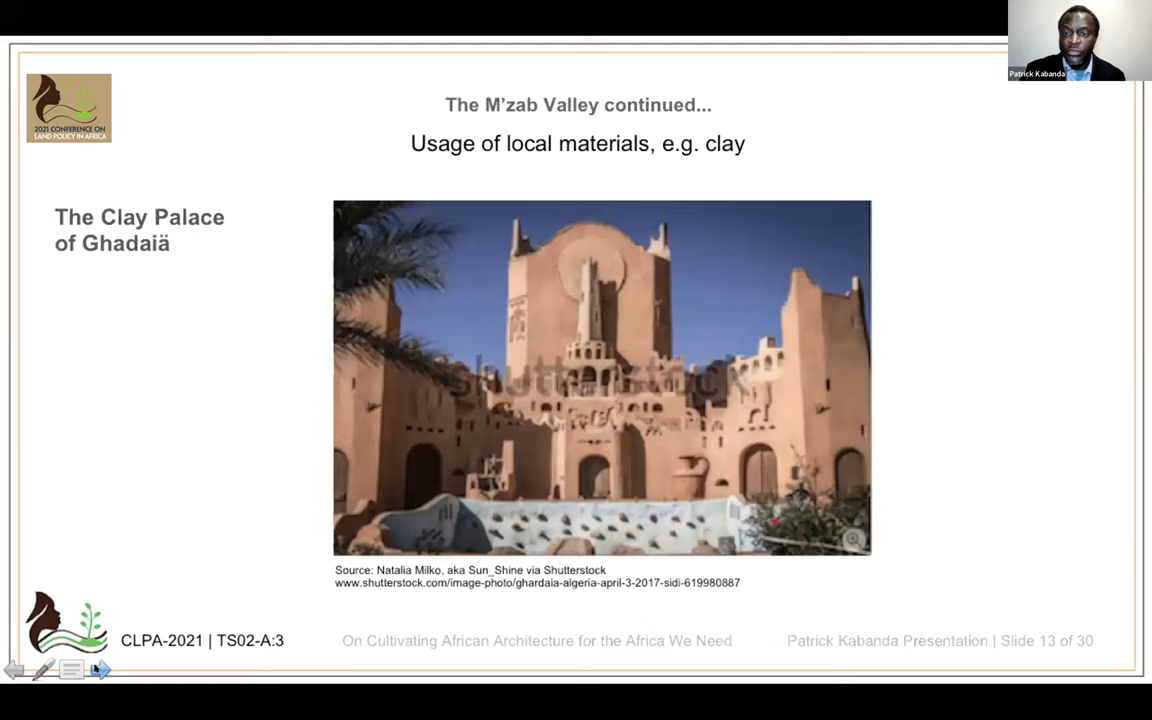 Patrick Kabanda
2021 CONFERENCE ON
LAND POLICY IN AFRICA
The M'zab Valley continued...
Usage of local materials, e.g. clay
The Clay Palace
of Ghadaiä
shutterstock
Source: Natalia Milko, aka Sun_Shine via Shutterstock
www.shutterstock.com/image-photo/ghardaia-algeria-april-3-2017-sidi-619980887
CLPA-2021 | TS02-A:3
On Cultivating African Architecture for the Africa We Need
Patrick Kabanda Presentation | Slide 13 of 30